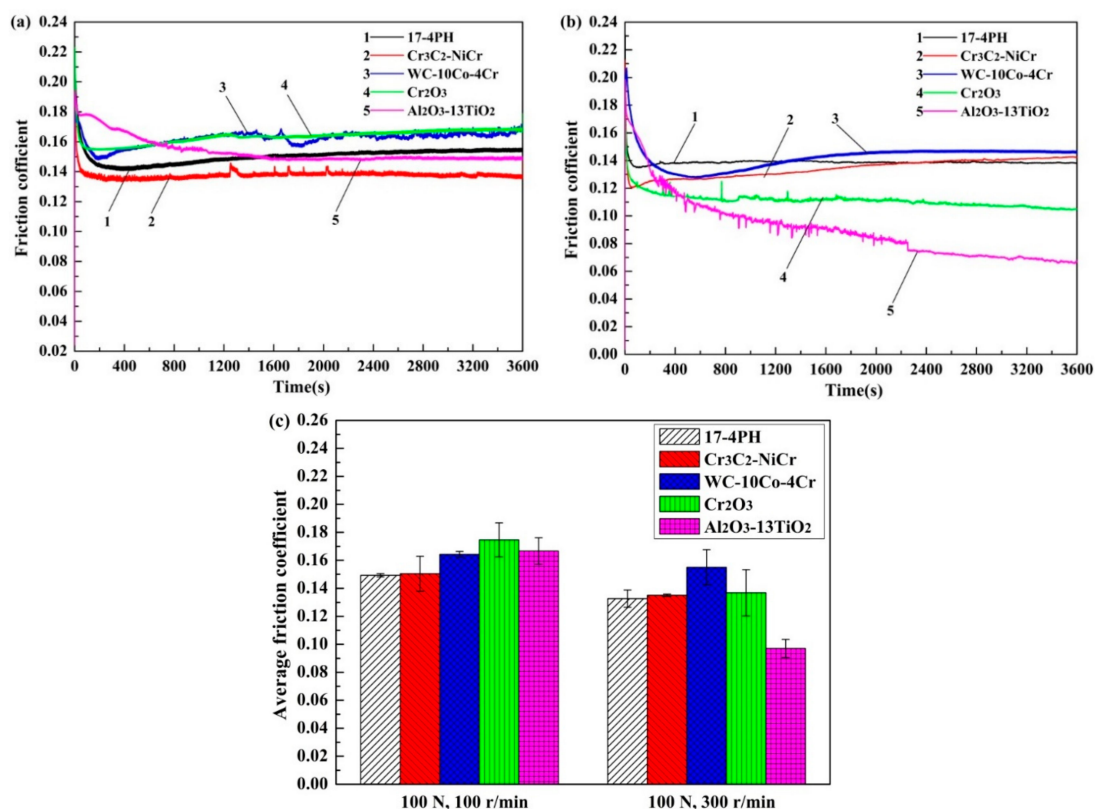 (a)
0.24
0.22
0.20
0.18
0.16
0.14
0.12
0.10
0.08
0.06
0.04
0.02
Friction cofficient
1 17-4PH
2 Cr3C2-NiCr
3 WC-10Co-4Cr
4 Cr2O3
5 Al2O3-13TiO2
3
4
1
2
5
0 400 800 1200 1600 2000 2400 2800 3200 3600
Time(s)
(b)
0.24
0.22
0.20
0.18
0.16
0.14
0.12
0.10
0.08
0.06
0.04
0.02
0.00
Friction cofficient
1 17-4PH
2 Cr3C2-NiCr
3 WC-10Co-4Cr
4 Cr2O3
5 Al2O3-13TiO2
1
2
3
4
5
0 400 800 1200 1600 2000 2400 2800 3200 3600
Time(s)
(c)
0.26
0.24
0.22
0.20
0.18
0.16
0.14
0.12
0.10
0.08
0.06
0.04
0.02
0.00
Average friction coefficient
17-4PH
Cr3C2-NiCr
WC-10Co-4Cr
Cr2O3
Al2O3-13TiO2
100 N, 100 r/min
100 N, 300 r/min